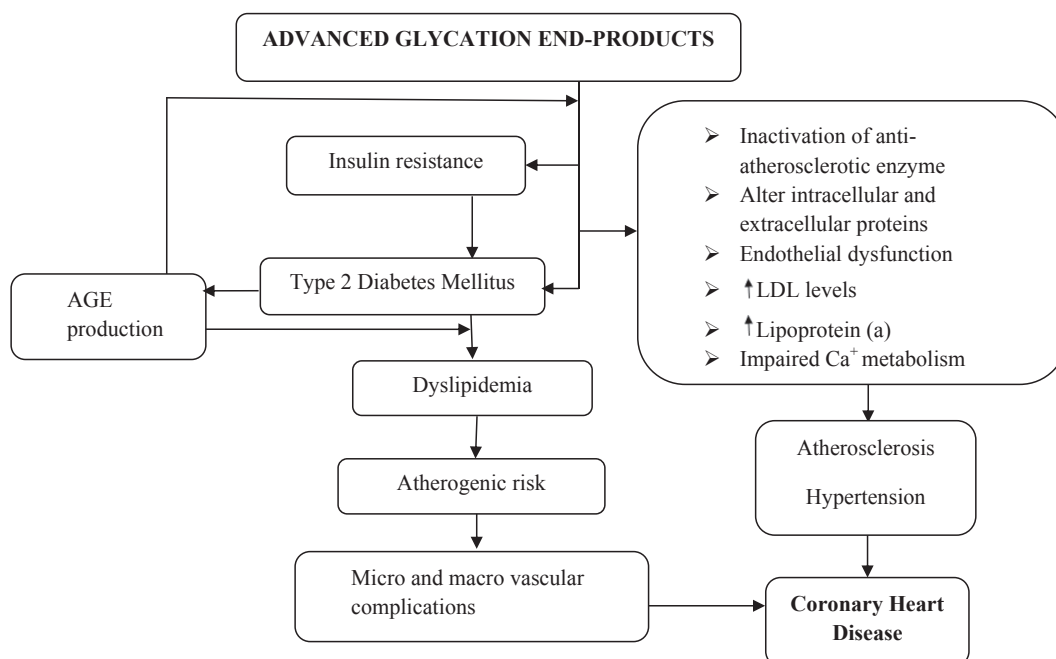 ADVANCED GLYCATION END-PRODUCTS
Insulin resistance
Type 2 Diabetes Mellitus
AGE
production
Dyslipidemia
Atherogenic risk
Micro and macro vascular
complications
➢ Inactivation of anti-
atherosclerotic enzyme
➢ Alter intracellular and
extracellular proteins
➢ Endothelial dysfunction
➢ ↑LDL levels
➢ ↑Lipoprotein (a)
➢ Impaired Ca⁺ metabolism
Atherosclerosis
Hypertension
Coronary Heart
Disease